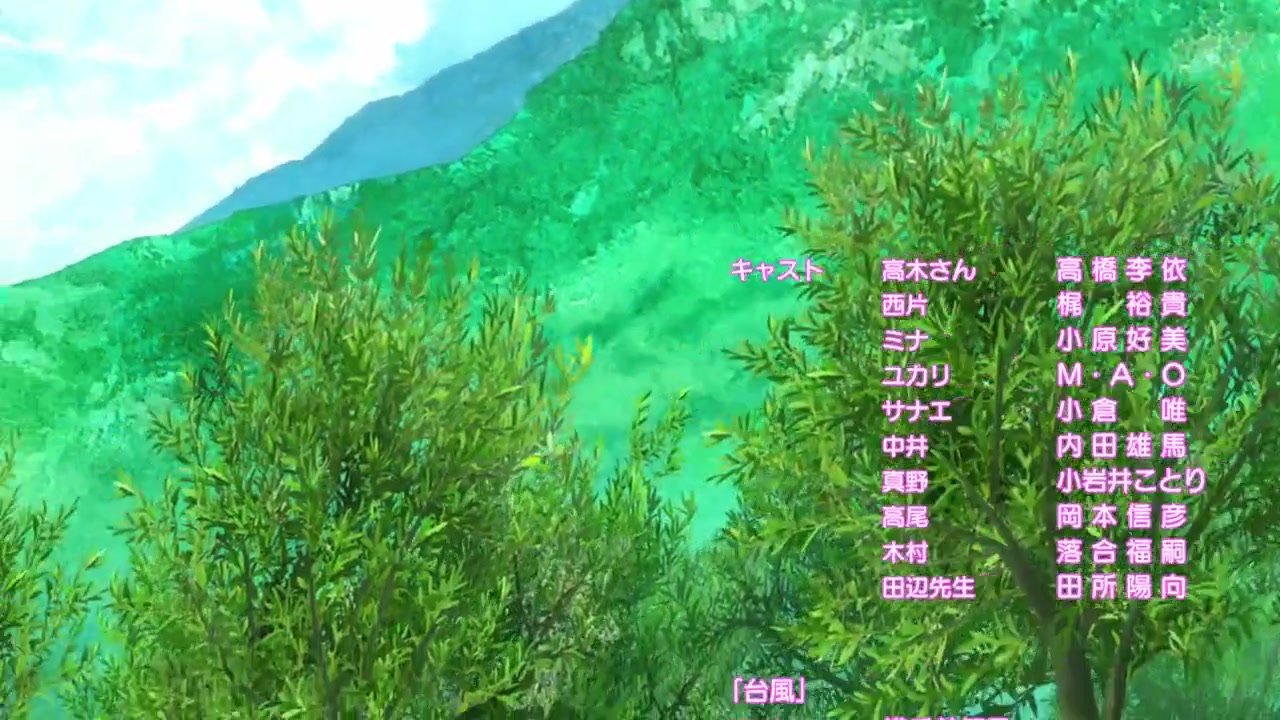 キャスト 高木さん 高橋李依
西片 梶 裕貴
ミナ 小原好美
ユカリ M・A・O
サナエ 小倉 唯
中井 内田雄馬
真野 小岩井ことり
高尾 岡本信彦
木村 落合福嗣
田辺先生 田所陽向
「台風」